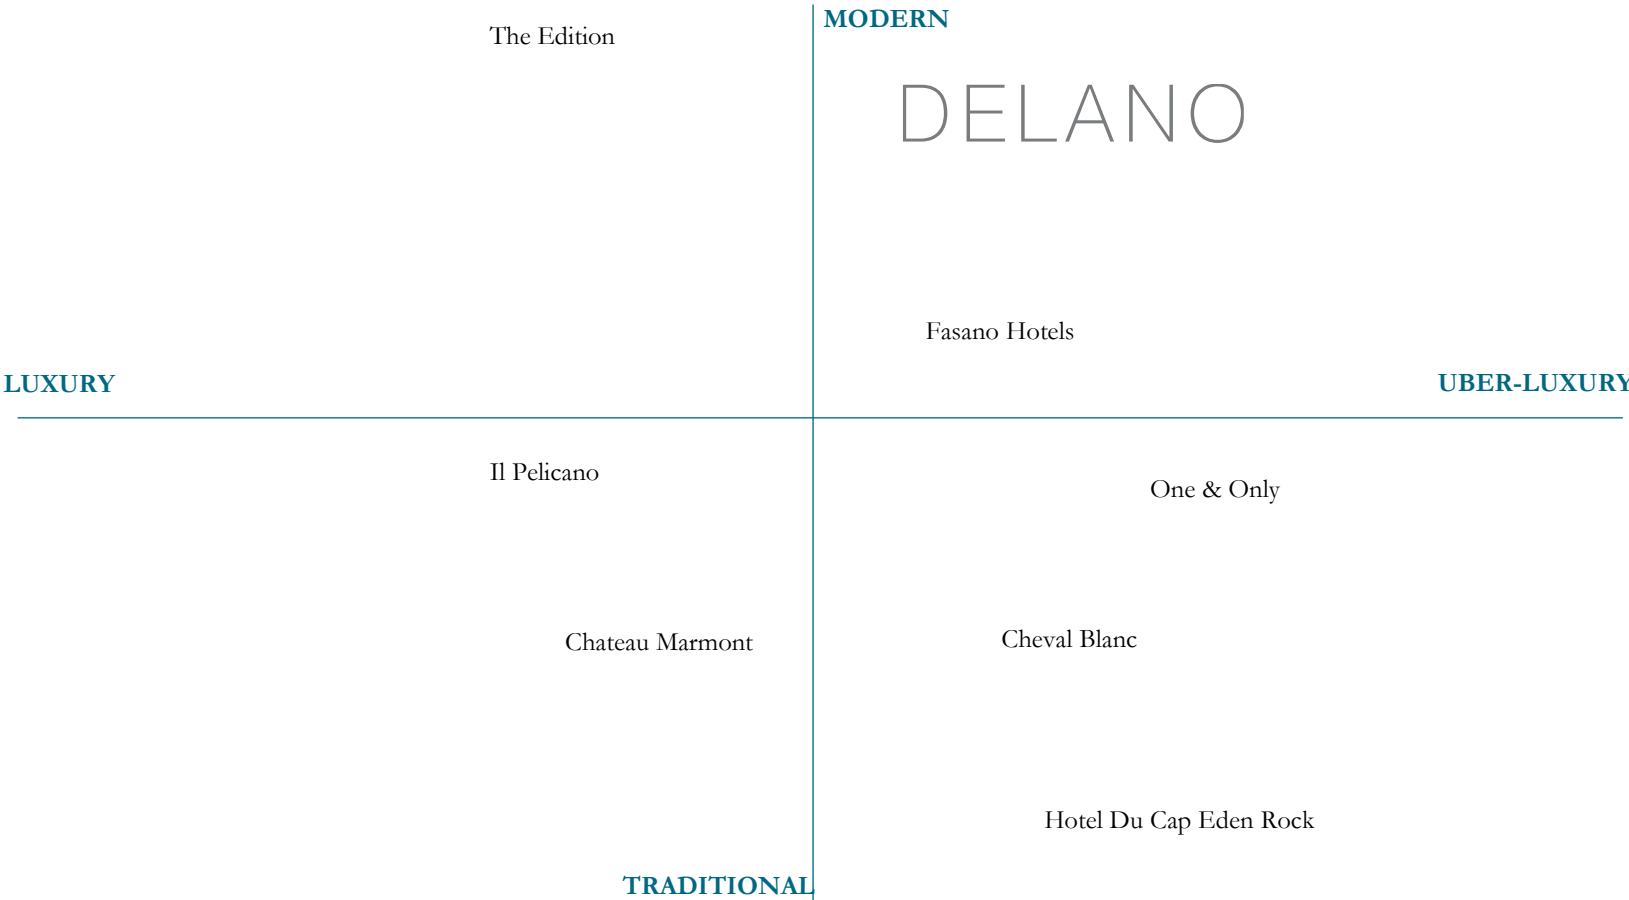 MODERN
The Edition
DELANO
Fasano Hotels
LUXURY
UBER-LUXURY
Il Pelicano
One & Only
Chateau Marmont
Cheval Blanc
Hotel Du Cap Eden Rock
TRADITIONAL